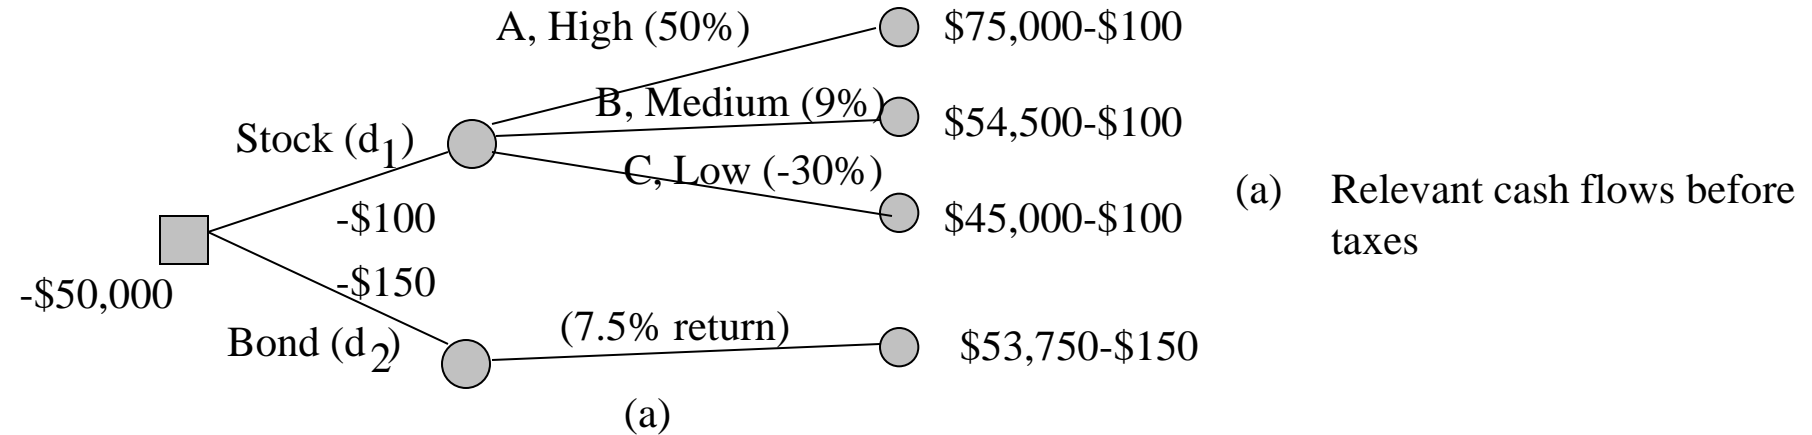 A, High (50%)
$75,000-$100
B, Medium (9%)
$54,500-$100
Stock (d1)
C, Low (-30%)
$45,000-$100
-$100
-$50,000
-$150
Bond (d2)
(7.5% return)
$53,750-$150
(a)
(a) Relevant cash flows before
taxes